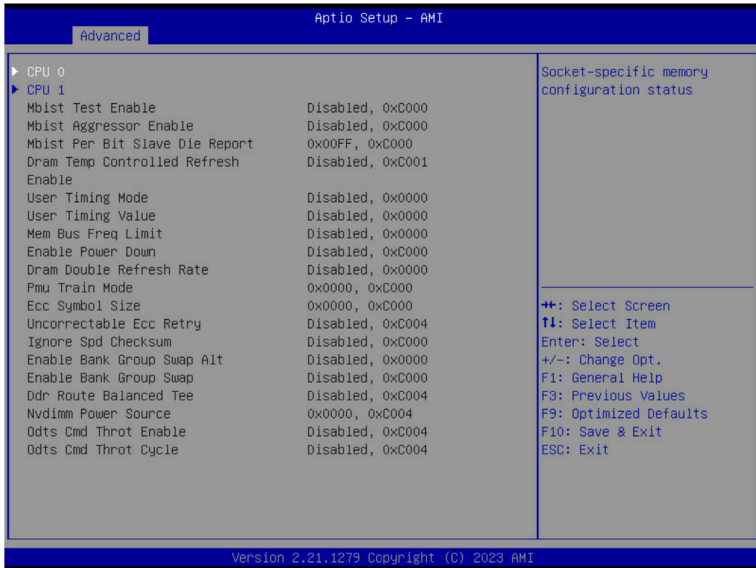 Aptio Setup – AMI
Advanced
CPU 0
CPU 1
Mbist Test Enable Disabled, 0xC000
Mbist Aggressor Enable Disabled, 0xC000
Mbist Per Bit Slave Die Report 0x00FF, 0xC000
Dram Temp Controlled Refresh Disabled, 0xC001
Enable
User Timing Mode Disabled, 0x0000
User Timing Value Disabled, 0x0000
Mem Bus Freq Limit Disabled, 0x0000
Enable Power Down Disabled, 0xC000
Dram Double Refresh Rate Disabled, 0x0000
Pmu Train Mode 0x0000, 0xC000
Ecc Symbol Size 0x0000, 0xC000
Uncorrectable Ecc Retry Disabled, 0xC004
Ignore Spd Checksum Disabled, 0xC000
Enable Bank Group Swap Alt Disabled, 0x0000
Enable Bank Group Swap Disabled, 0xC000
Ddr Route Balanced Tee Disabled, 0xC004
Nvdimm Power Source 0x0000, 0xC004
Odts Cmd Throt Enable Disabled, 0xC004
Odts Cmd Throt Cycle Disabled, 0xC004
Socket-specific memory
configuration status
→←: Select Screen
↑↓: Select Item
Enter: Select
+/-: Change Opt.
F1: General Help
F3: Previous Values
F9: Optimized Defaults
F10: Save & Exit
ESC: Exit
Version 2.21.1279 Copyright (C) 2023 AMI